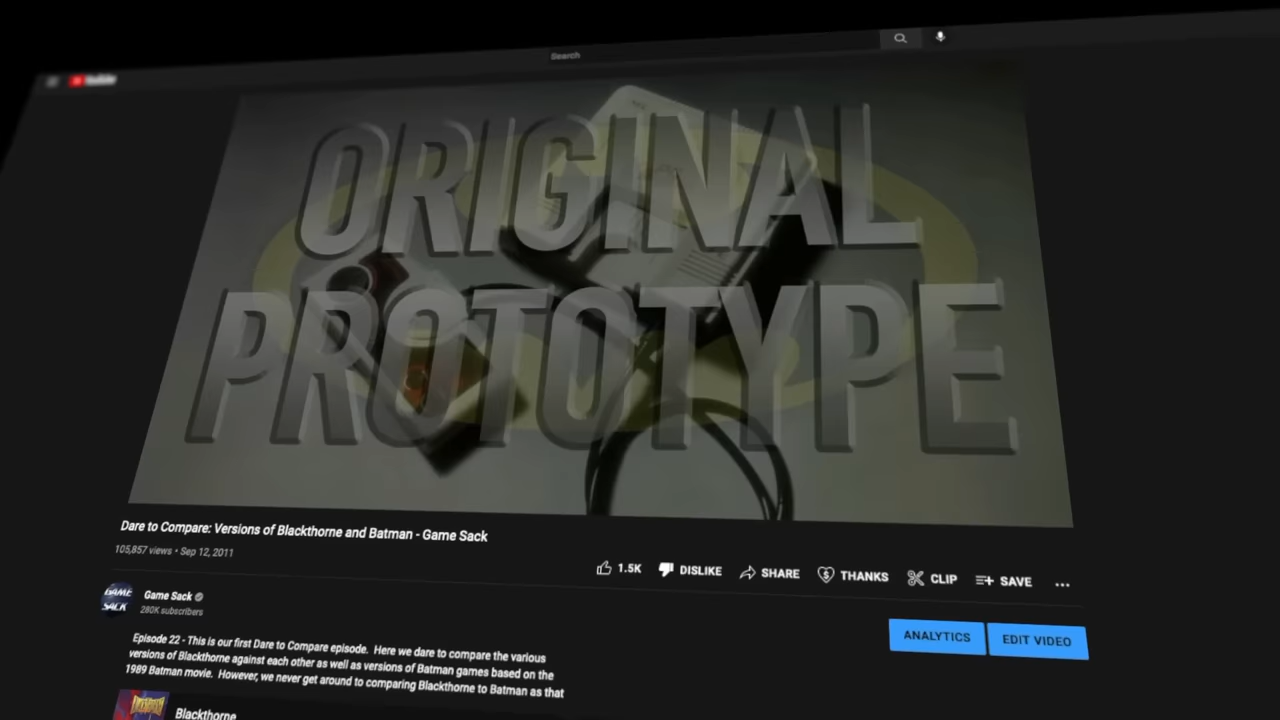 YouTube
Search
ORIGINAL
PROTOTYPE
Dare to Compare: Versions of Blackthorne and Batman - Game Sack
105,857 views • Sep 12, 2011
1.5K DISLIKE SHARE THANKS CLIP SAVE
GAME
SACK
Game Sack
280K subscribers
ANALYTICS EDIT VIDEO
Episode 22 - This is our first Dare to Compare episode. Here we dare to compare the various
versions of Blackthorne against each other as well as versions of Batman games based on the
1989 Batman movie. However, we never get around to comparing Blackthorne to Batman as that
Blackthorne